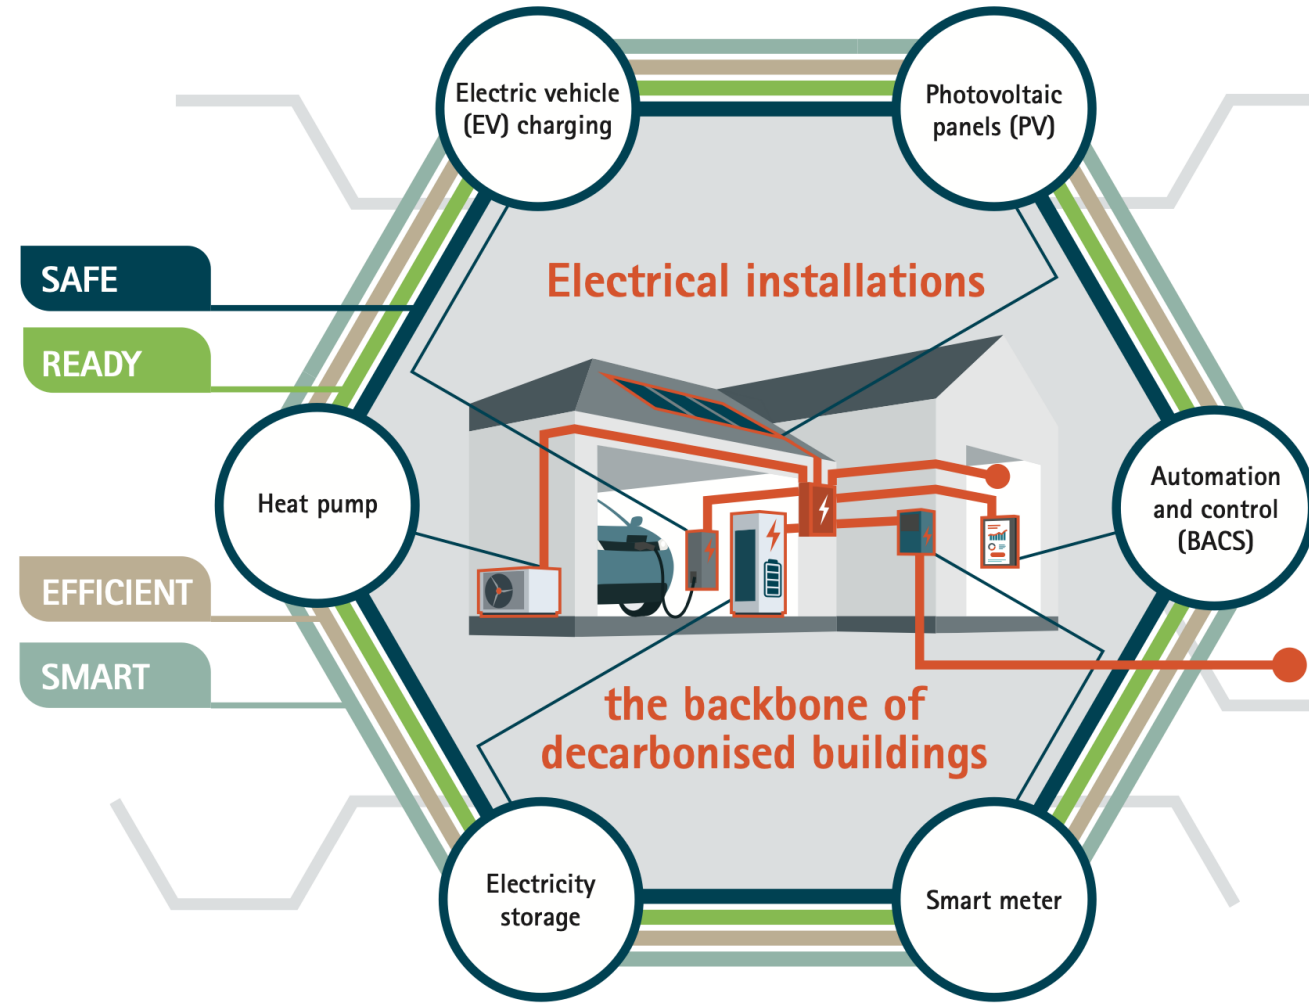 Electric vehicle
(EV) charging
Photovoltaic
panels (PV)
SAFE
Electrical installations
READY
Heat pump
Automation
and control
(BACS)
EFFICIENT
SMART
the backbone of
decarbonised buildings
Electricity
storage
Smart meter